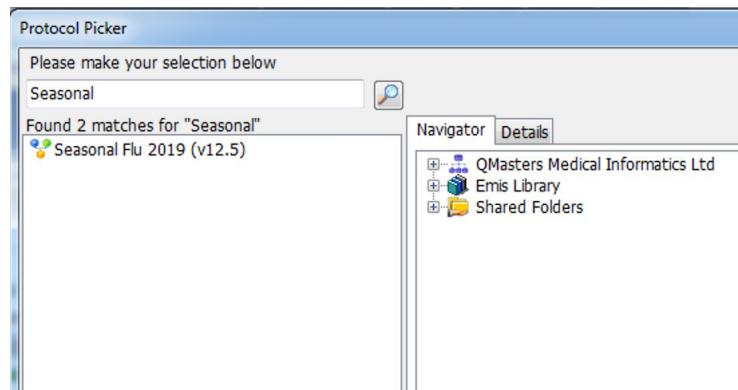 Protocol Picker
Please make your selection below
Seasonal
Found 2 matches for "Seasonal"
Seasonal Flu 2019 (v12.5)
Navigator
Details
QMasters Medical Informatics Ltd
Emis Library
Shared Folders